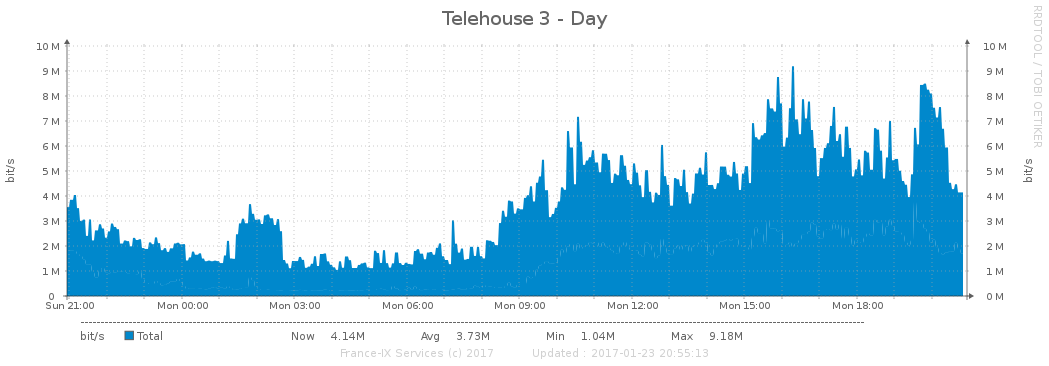 Telehouse 3 - Day
RRDTOOL / TOBI OETIKER
bit/s
10 M 10 M
9 M 9 M
8 M 8 M
7 M 7 M
6 M 6 M
5 M 5 M
4 M 4 M
3 M 3 M
2 M 2 M
1 M 1 M
0 0 M
bit/s
Sun 21:00 Mon 00:00 Mon 03:00 Mon 06:00 Mon 09:00 Mon 12:00 Mon 15:00 Mon 18:00
bit/s Total Now 4.14M Avg 3.73M Min 1.04M Max 9.18M
France-IX Services (c) 2017 Updated : 2017-01-23 20:55:13